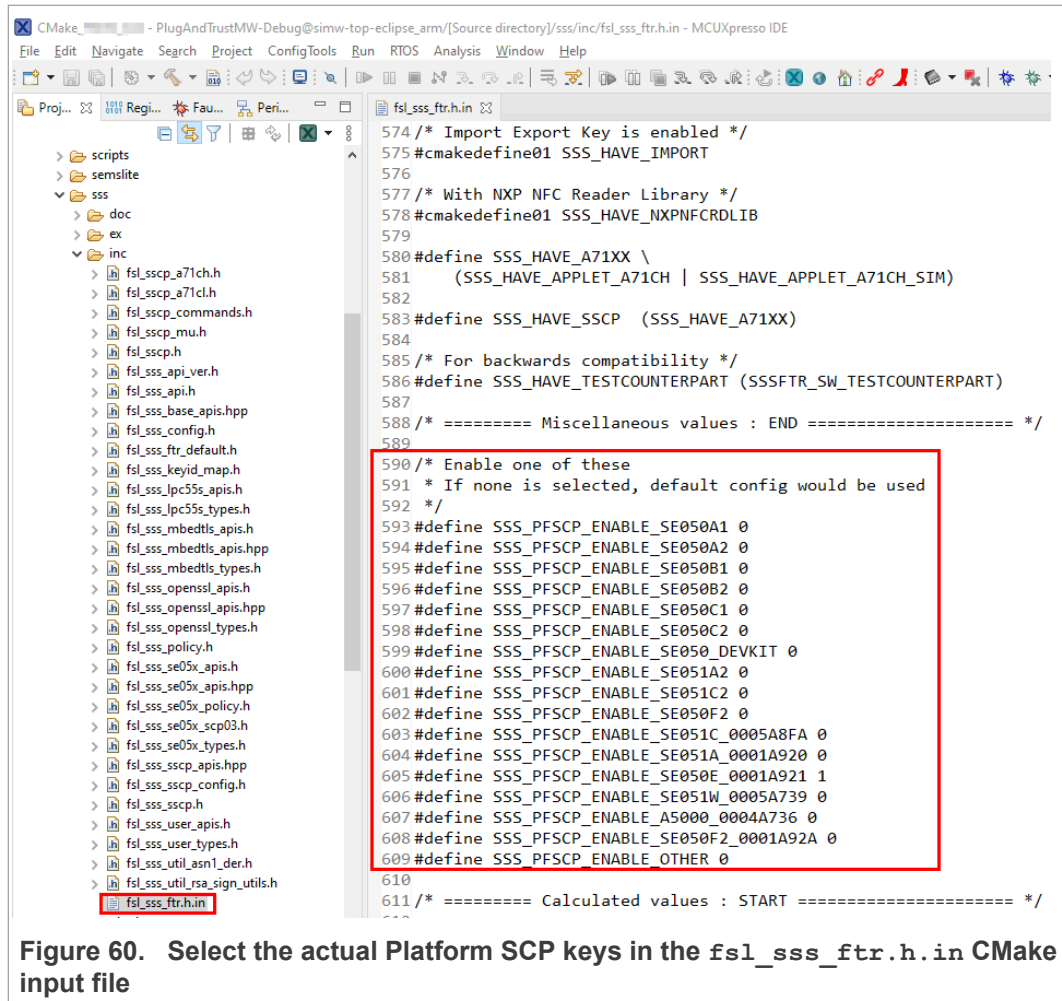 CMake_ - PlugAndTrustMW-Debug@simw-top-eclipse_arm/[Source directory]/sss/inc/fsl_sss_ftr.h.in - MCUXpresso IDE
File Edit Navigate Search Project ConfigTools Run RTOS Analysis Window Help
Proj... Regi... Fau... Peri...
scripts
semslite
sss
doc
ex
inc
fsl_sscp_a71ch.h
fsl_sscp_a71cl.h
fsl_sscp_commands.h
fsl_sscp_mu.h
fsl_sscp.h
fsl_sss_api_ver.h
fsl_sss_api.h
fsl_sss_base_apis.hpp
fsl_sss_config.h
fsl_sss_ftr_default.h
fsl_sss_keyid_map.h
fsl_sss_lpc55s_apis.h
fsl_sss_lpc55s_types.h
fsl_sss_mbedtls_apis.h
fsl_sss_mbedtls_apis.hpp
fsl_sss_mbedtls_types.h
fsl_sss_openssl_apis.h
fsl_sss_openssl_apis.hpp
fsl_sss_openssl_types.h
fsl_sss_policy.h
fsl_sss_se05x_apis.h
fsl_sss_se05x_apis.hpp
fsl_sss_se05x_policy.h
fsl_sss_se05x_scp03.h
fsl_sss_se05x_types.h
fsl_sss_sscp_apis.hpp
fsl_sss_sscp_config.h
fsl_sss_sscp.h
fsl_sss_user_apis.h
fsl_sss_user_types.h
fsl_sss_util_asn1_der.h
fsl_sss_util_rsa_sign_utils.h
fsl_sss_ftr.h.in
fsl_sss_ftr.h.in
574 /* Import Export Key is enabled */
575 #cmakedefine01 SSS_HAVE_IMPORT
576
577 /* With NXP NFC Reader Library */
578 #cmakedefine01 SSS_HAVE_NXPNFCRDLIB
579
580 #define SSS_HAVE_A71XX \
581     (SSS_HAVE_APPLET_A71CH | SSS_HAVE_APPLET_A71CH_SIM)
582
583 #define SSS_HAVE_SSCP  (SSS_HAVE_A71XX)
584
585 /* For backwards compatibility */
586 #define SSS_HAVE_TESTCOUNTERPART (SSSFTR_SW_TESTCOUNTERPART)
587
588 /* ========= Miscellaneous values : END ===================== */
589
590 /* Enable one of these
591  * If none is selected, default config would be used
592  */
593 #define SSS_PFSCP_ENABLE_SE050A1 0
594 #define SSS_PFSCP_ENABLE_SE050A2 0
595 #define SSS_PFSCP_ENABLE_SE050B1 0
596 #define SSS_PFSCP_ENABLE_SE050B2 0
597 #define SSS_PFSCP_ENABLE_SE050C1 0
598 #define SSS_PFSCP_ENABLE_SE050C2 0
599 #define SSS_PFSCP_ENABLE_SE050_DEVKIT 0
600 #define SSS_PFSCP_ENABLE_SE051A2 0
601 #define SSS_PFSCP_ENABLE_SE051C2 0
602 #define SSS_PFSCP_ENABLE_SE050F2 0
603 #define SSS_PFSCP_ENABLE_SE051C_0005A8FA 0
604 #define SSS_PFSCP_ENABLE_SE051A_0001A920 0
605 #define SSS_PFSCP_ENABLE_SE050E_0001A921 1
606 #define SSS_PFSCP_ENABLE_SE051W_0005A739 0
607 #define SSS_PFSCP_ENABLE_A5000_0004A736 0
608 #define SSS_PFSCP_ENABLE_SE050F2_0001A92A 0
609 #define SSS_PFSCP_ENABLE_OTHER 0
610
611 /* ========= Calculated values : START ====================== */
Figure 60. Select the actual Platform SCP keys in the fsl_sss_ftr.h.in CMake
input file